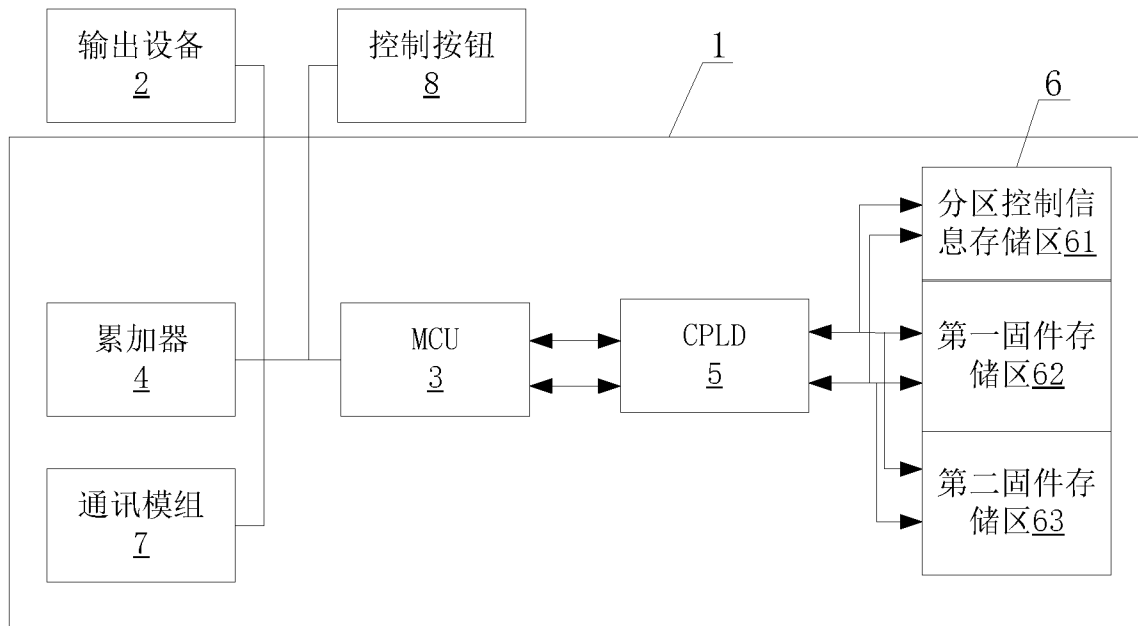 输出设备
2
控制按钮
8
1
6
分区控制信
息存储区61
累加器
4
MCU
3
CPLD
5
第一固件存
储区62
通讯模组
7
第二固件存
储区63